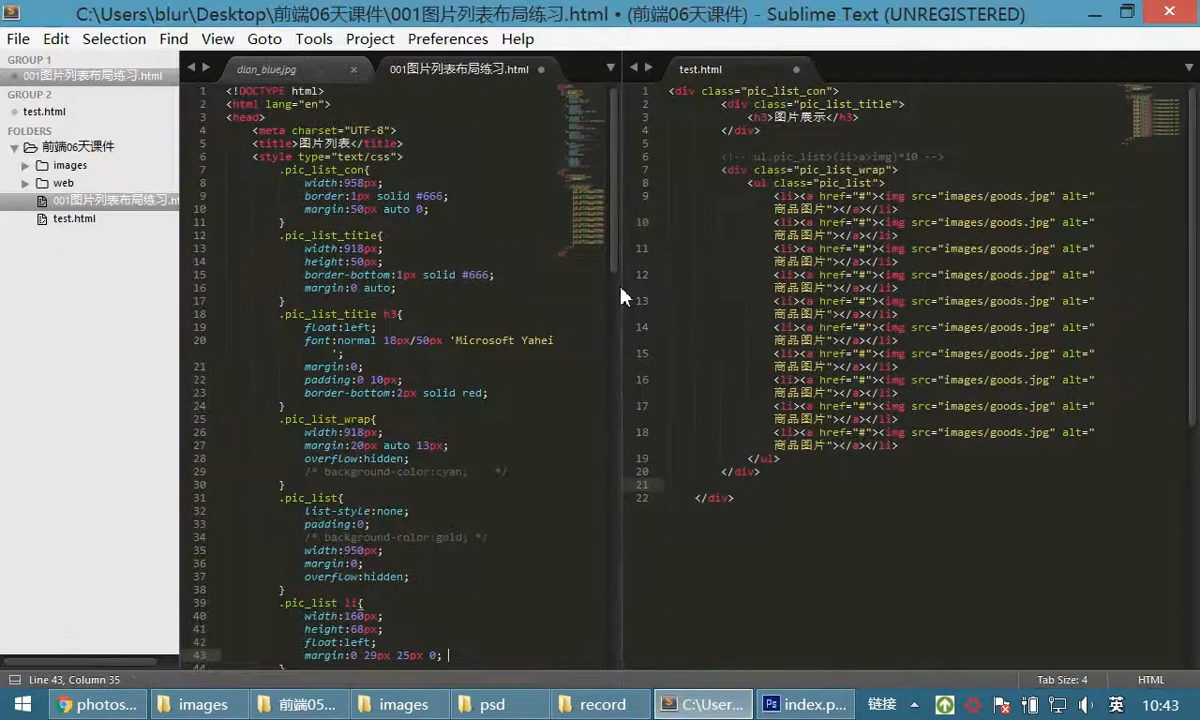 C:\Users\blur\Desktop\前端06天课件\001图片列表布局练习.html • (前端06天课件) - Sublime Text (UNREGISTERED)
File Edit Selection Find View Goto Tools Project Preferences Help
GROUP 1
001图片列表布局练习.html
GROUP 2
test.html
FOLDERS
前端06天课件
images
web
001图片列表布局练习.ht
test.html
dian_blue.jpg
001图片列表布局练习.html
1 <!DOCTYPE html>
2 <html lang="en">
3 <head>
4 <meta charset="UTF-8">
5 <title>图片列表</title>
6 <style type="text/css">
7 .pic_list_con{
8 width:958px;
9 border:1px solid #666;
10 margin:50px auto 0;
11 }
12 .pic_list_title{
13 width:918px;
14 height:50px;
15 border-bottom:1px solid #666;
16 margin:0 auto;
17 }
18 .pic_list_title h3{
19 float:left;
20 font:normal 18px/50px 'Microsoft Yahei
';
21 margin:0;
22 padding:0 10px;
23 border-bottom:2px solid red;
24 }
25 .pic_list_wrap{
26 width:918px;
27 margin:20px auto 13px;
28 overflow:hidden;
29 /* background-color:cyan; */
30 }
31 .pic_list{
32 list-style:none;
33 padding:0;
34 /* background-color:gold; */
35 width:950px;
36 margin:0;
37 overflow:hidden;
38 }
39 .pic_list li{
40 width:160px;
41 height:68px;
42 float:left;
43 margin:0 29px 25px 0;
44 }
test.html
1 <div class="pic_list_con">
2 <div class="pic_list_title">
3 <h3>图片展示</h3>
4 </div>
5
6 <!-- ul.pic_list>(li>a>img)*10 -->
7 <div class="pic_list_wrap">
8 <ul class="pic_list">
9 <li><a href="#"><img src="images/goods.jpg" alt="
商品图片"></a></li>
10 <li><a href="#"><img src="images/goods.jpg" alt="
商品图片"></a></li>
11 <li><a href="#"><img src="images/goods.jpg" alt="
商品图片"></a></li>
12 <li><a href="#"><img src="images/goods.jpg" alt="
商品图片"></a></li>
13 <li><a href="#"><img src="images/goods.jpg" alt="
商品图片"></a></li>
14 <li><a href="#"><img src="images/goods.jpg" alt="
商品图片"></a></li>
15 <li><a href="#"><img src="images/goods.jpg" alt="
商品图片"></a></li>
16 <li><a href="#"><img src="images/goods.jpg" alt="
商品图片"></a></li>
17 <li><a href="#"><img src="images/goods.jpg" alt="
商品图片"></a></li>
18 <li><a href="#"><img src="images/goods.jpg" alt="
商品图片"></a></li>
19 </ul>
20 </div>
21
22 </div>
Line 43, Column 35 Tab Size: 4 HTML
photos... images 前端05... images psd record C:\User... index.p... 链接 英 10:43